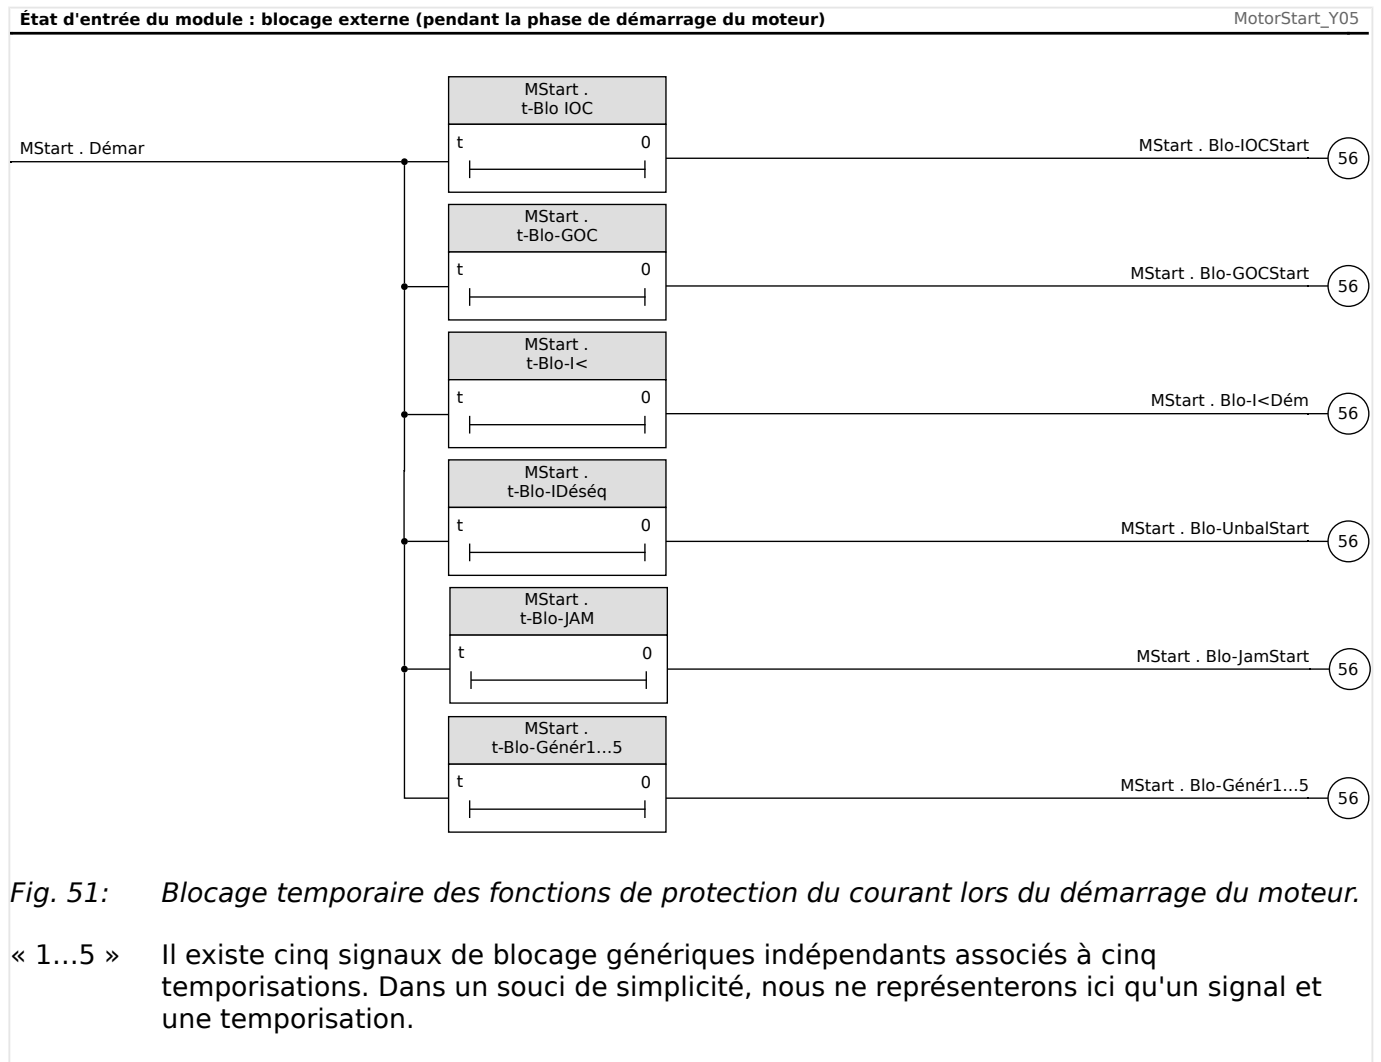 État d'entrée du module : blocage externe (pendant la phase de démarrage du moteur)
MotorStart_Y05
MStart . Démar
MStart .
t-Blo IOC
t 0
MStart . Blo-IOCStart
56
MStart .
t-Blo-GOC
t 0
MStart . Blo-GOCStart
56
MStart .
t-Blo-I<
t 0
MStart . Blo-I<Dém
56
MStart .
t-Blo-IDéséq
t 0
MStart . Blo-UnbalStart
56
MStart .
t-Blo-JAM
t 0
MStart . Blo-JamStart
56
MStart .
t-Blo-Génér1…5
t 0
MStart . Blo-Génér1…5
56
Fig. 51: Blocage temporaire des fonctions de protection du courant lors du démarrage du moteur.
« 1…5 » Il existe cinq signaux de blocage génériques indépendants associés à cinq
temporisations. Dans un souci de simplicité, nous ne représenterons ici qu'un signal et
une temporisation.